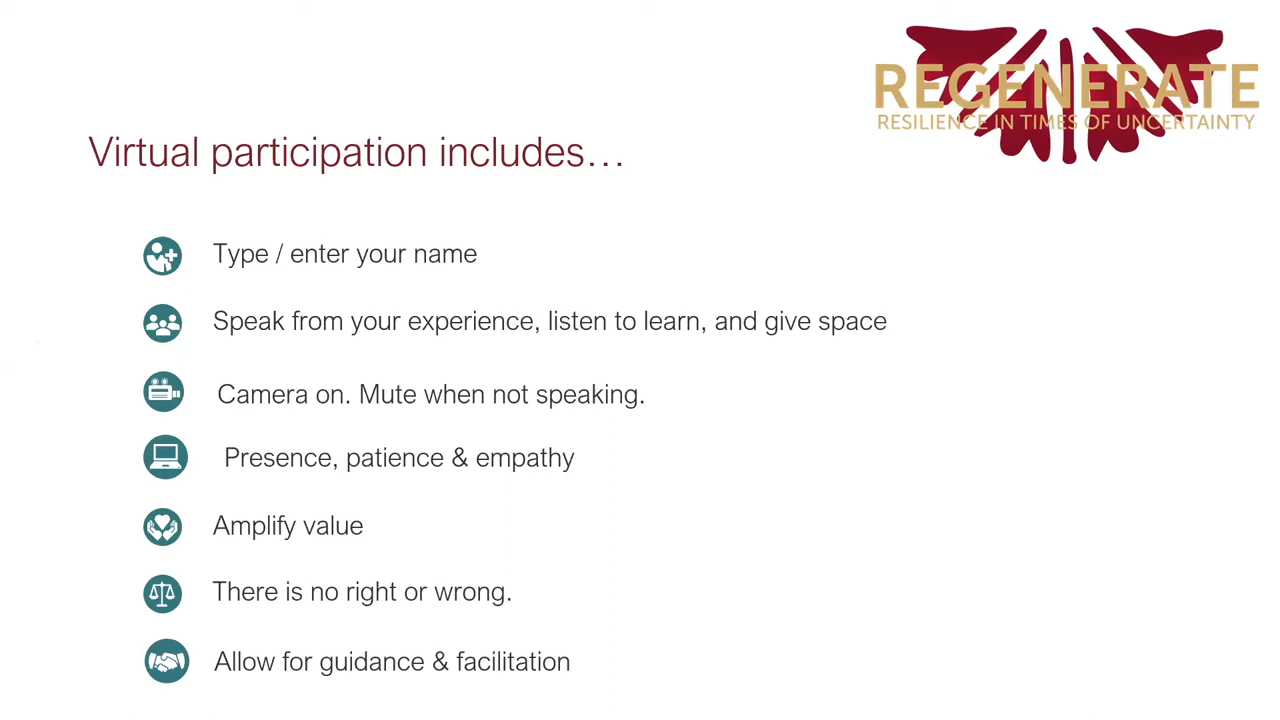 REGENERATE
RESILIENCE IN TIMES OF UNCERTAINTY
Virtual participation includes…
Type / enter your name
Speak from your experience, listen to learn, and give space
Camera on. Mute when not speaking.
Presence, patience & empathy
Amplify value
There is no right or wrong.
Allow for guidance & facilitation